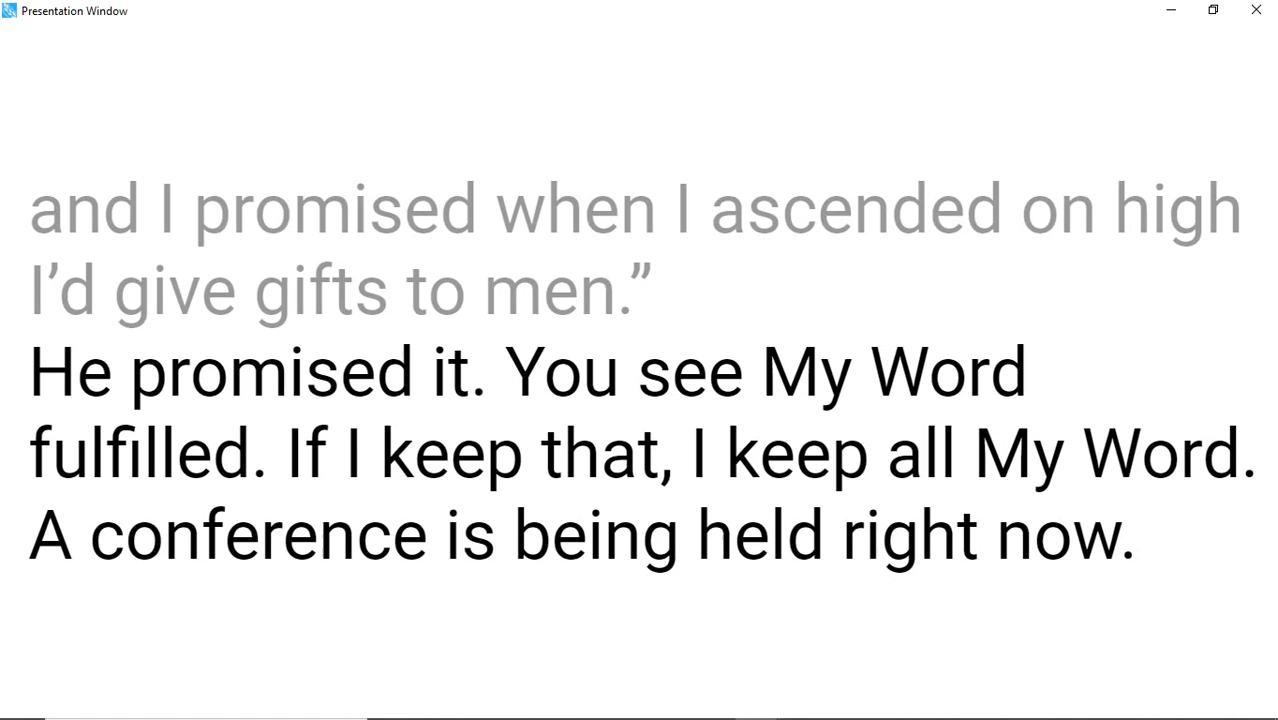 Presentation Window
and I promised when I ascended on high
I’d give gifts to men.”
He promised it. You see My Word
fulfilled. If I keep that, I keep all My Word.
A conference is being held right now.